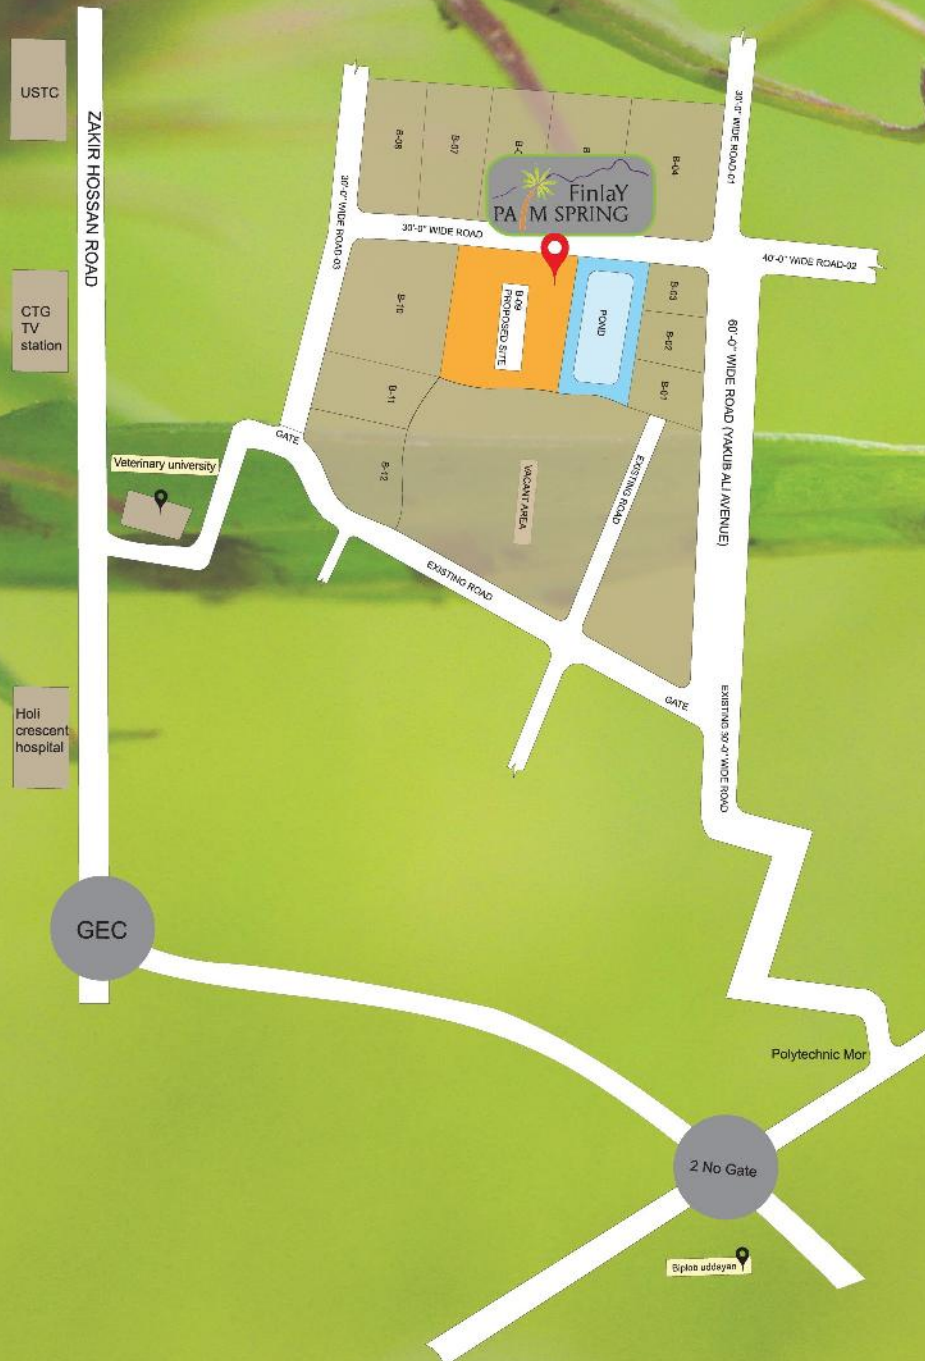 USTC
ZAKIR HOSSAN ROAD
CTG
TV
station
Holi
crescent
hospital
GEC
Veterinary university
30'-0" WIDE ROAD-03
GATE
B-08
B-07
B-04
FinlaY
PALM SPRING
30'-0" WIDE ROAD
30'-0" WIDE ROAD-01
40'-0" WIDE ROAD-02
B-10
B-09
PROPOSED SITE
POND
B-03
B-02
B-01
B-11
B-12
VACANT AREA
EXISTING ROAD
60'-0" WIDE ROAD (YAKUB ALI AVENUE)
EXISTING ROAD
GATE
EXISTING 30'-0" WIDE ROAD
Polytechnic Mor
2 No Gate
Biplob uddayan